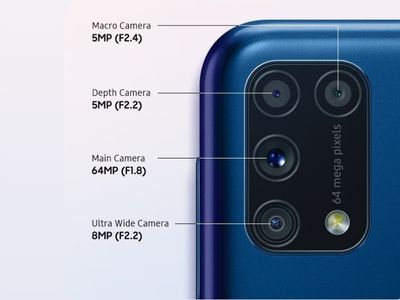 Macro Camera
5MP (F2.4)
Depth Camera
5MP (F2.2)
Main Camera
64MP (F1.8)
Ultra Wide Camera
8MP (F2.2)
64 mega pixels